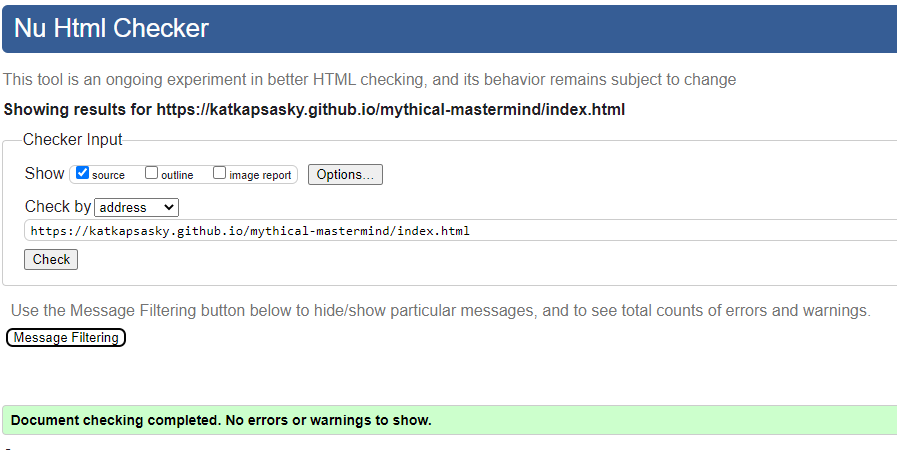 Nu Html Checker
This tool is an ongoing experiment in better HTML checking, and its behavior remains subject to change
Showing results for https://katkapsasky.github.io/mythical-mastermind/index.html
Checker Input
Show source outline image report Options...
Check by address
https://katkapsasky.github.io/mythical-mastermind/index.html
Check
Use the Message Filtering button below to hide/show particular messages, and to see total counts of errors and warnings.
Message Filtering
Document checking completed. No errors or warnings to show.